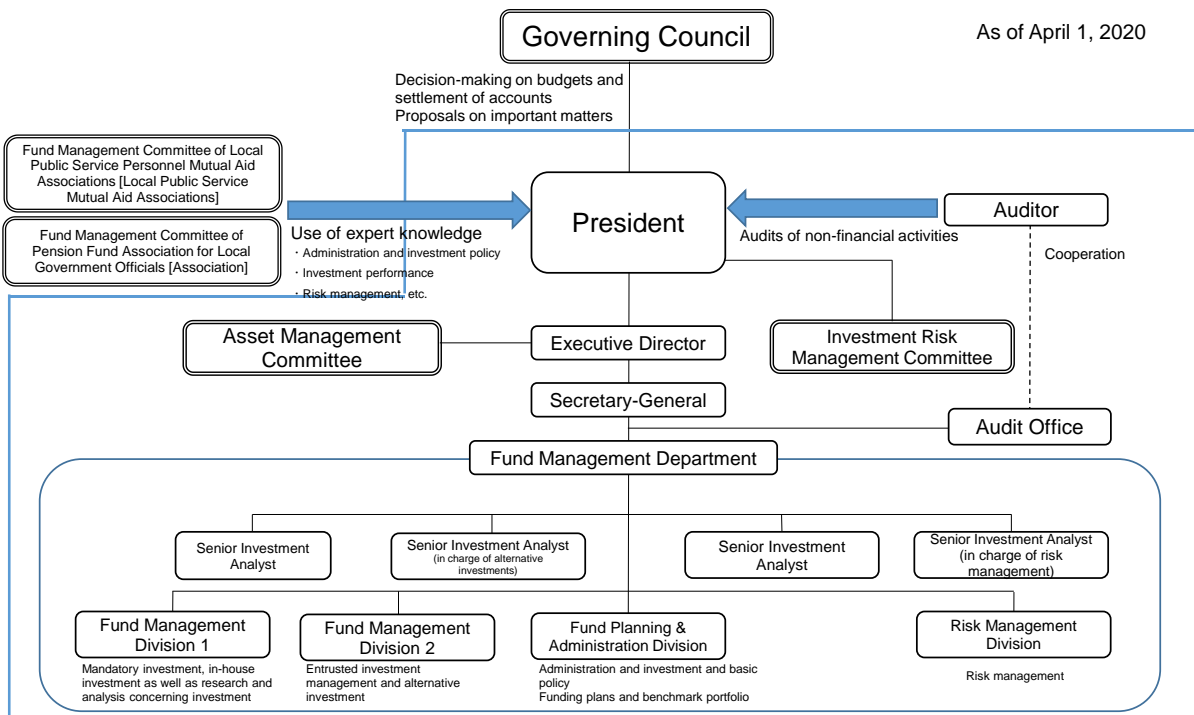 Governing Council
As of April 1, 2020
Decision-making on budgets and
settlement of accounts
Proposals on important matters
Fund Management Committee of Local
Public Service Personnel Mutual Aid
Associations [Local Public Service
Mutual Aid Associations]
Fund Management Committee of
Pension Fund Association for Local
Government Officials [Association]
Use of expert knowledge
・Administration and investment policy
・Investment performance
・Risk management, etc.
President
Audits of non-financial activities
Auditor
Cooperation
Asset Management
Committee
Executive Director
Investment Risk
Management Committee
Secretary-General
Audit Office
Fund Management Department
Senior Investment
Analyst
Senior Investment Analyst
(in charge of alternative
investments)
Senior Investment
Analyst
Senior Investment Analyst
(in charge of risk
management)
Fund Management
Division 1
Mandatory investment, in-house
investment as well as research and
analysis concerning investment
Fund Management
Division 2
Entrusted investment
management and alternative
investment
Fund Planning &
Administration Division
Administration and investment and basic
policy
Funding plans and benchmark portfolio
Risk Management
Division
Risk management